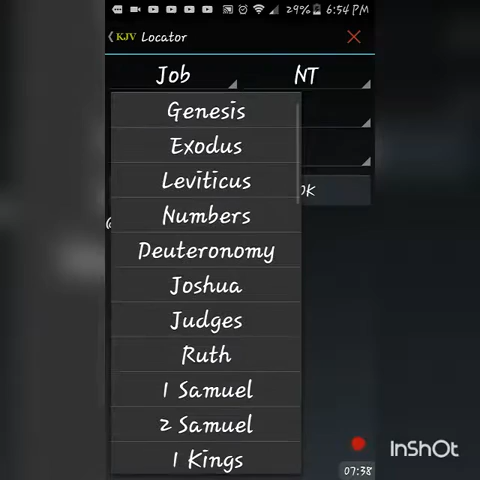 29% 6:54 PM
KJV Locator
Job NT
Genesis
Exodus
Leviticus
OK
Numbers
Deuteronomy
Joshua
Judges
Ruth
1 Samuel
2 Samuel
1 Kings
InShOt
07:38